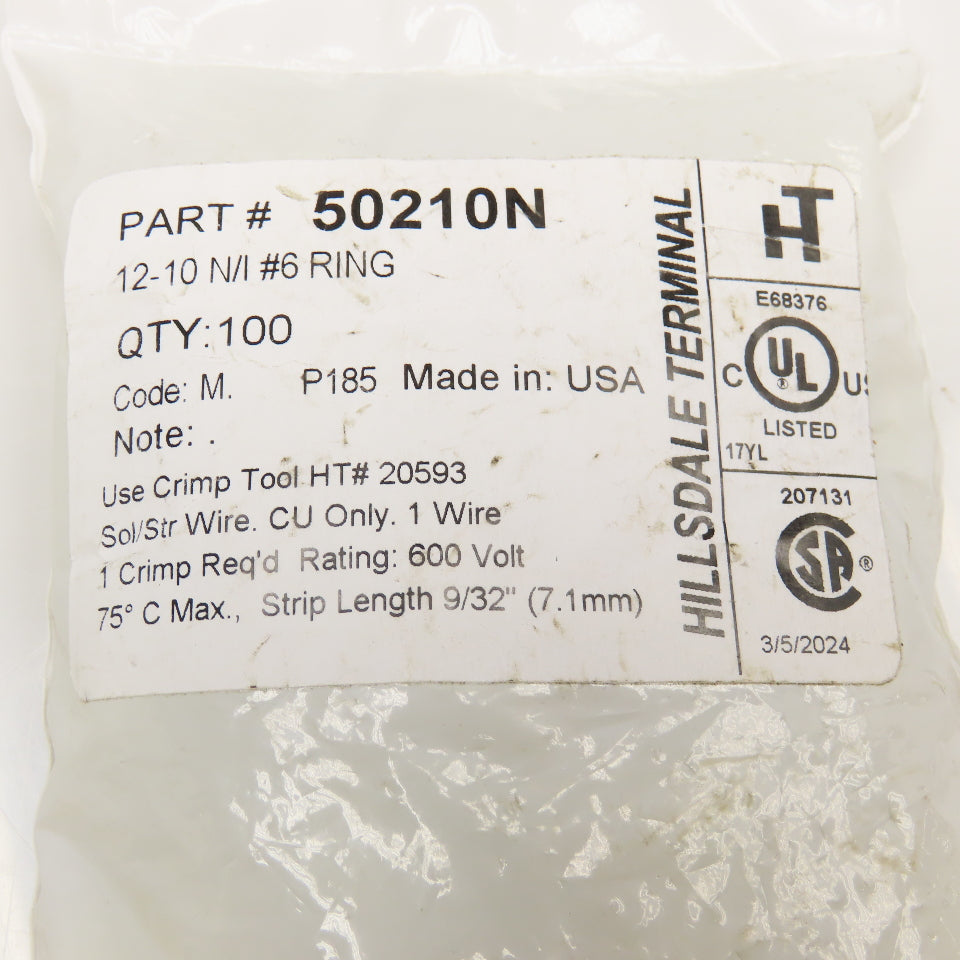 PART # 50210N
12-10 N/I #6 RING
QTY:100
Code: M. P185 Made in: USA
Note: .
Use Crimp Tool HT# 20593
Sol/Str Wire. CU Only. 1 Wire
1 Crimp Req'd Rating: 600 Volt
75° C Max., Strip Length 9/32" (7.1mm)
HILLSDALE TERMINAL
HT
E68376
C UL ® US
LISTED
17YL
207131
CSA ®
3/5/2024